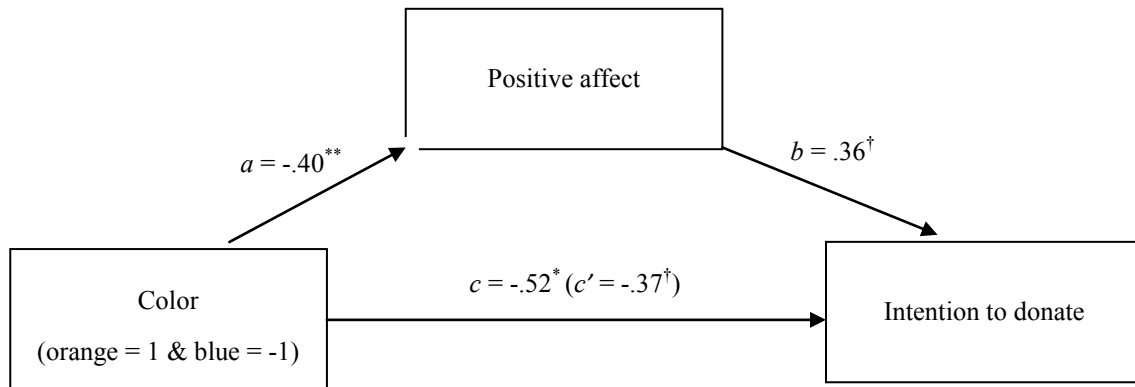 Positive affect
a = -.40**
b = .36†
c = -.52* (c′ = -.37†)
Color
(orange = 1 & blue = -1)
Intention to donate